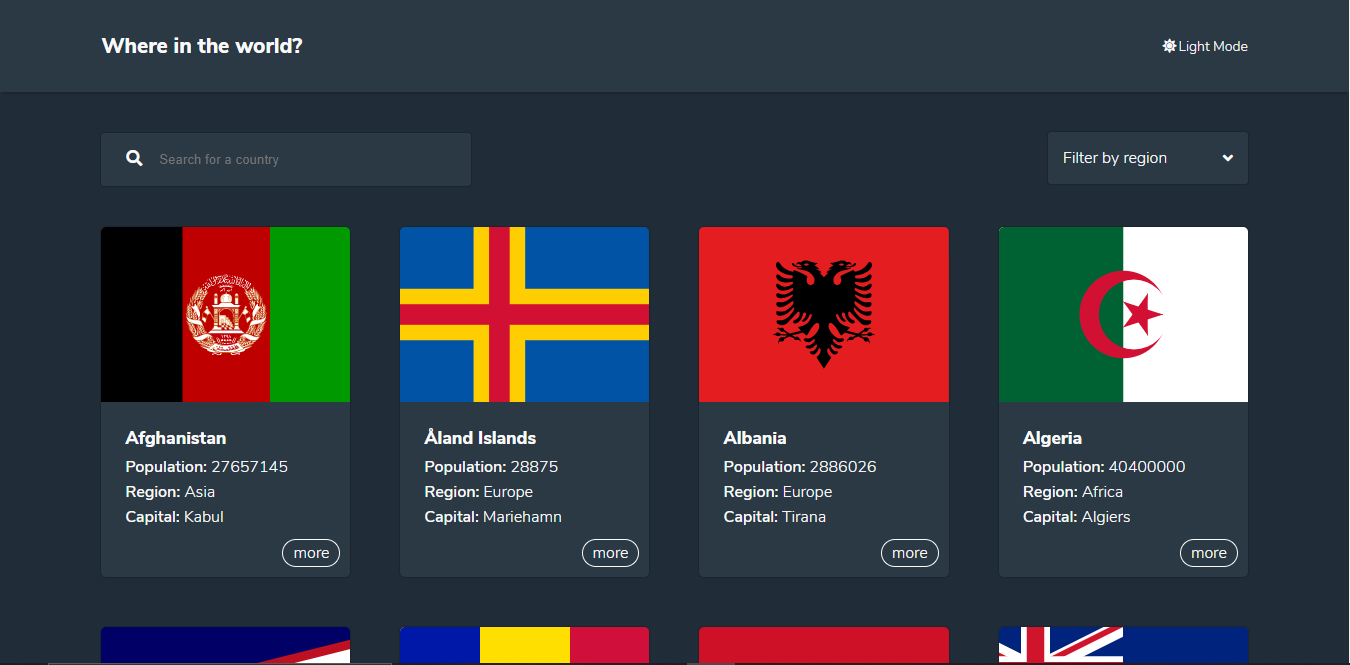 Where in the world?
Light Mode
Search for a country
Filter by region
Afghanistan
Population: 27657145
Region: Asia
Capital: Kabul
more
Åland Islands
Population: 28875
Region: Europe
Capital: Mariehamn
more
Albania
Population: 2886026
Region: Europe
Capital: Tirana
more
Algeria
Population: 40400000
Region: Africa
Capital: Algiers
more